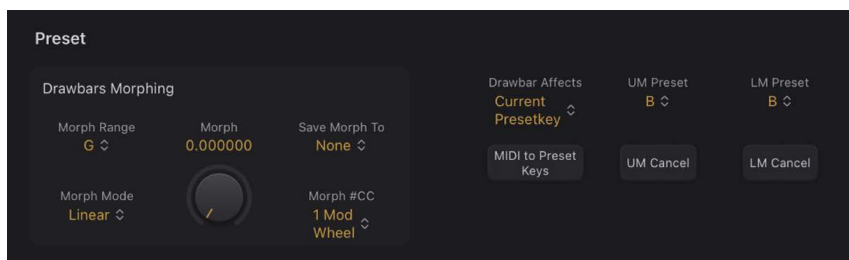 Preset
Drawbars Morphing
Morph Range
G
Morph
0.000000
Save Morph To
None
Morph Mode
Linear
Morph #CC
1 Mod
Wheel
Drawbar Affects
Current
Presetkey
UM Preset
B
LM Preset
B
MIDI to Preset
Keys
UM Cancel
LM Cancel